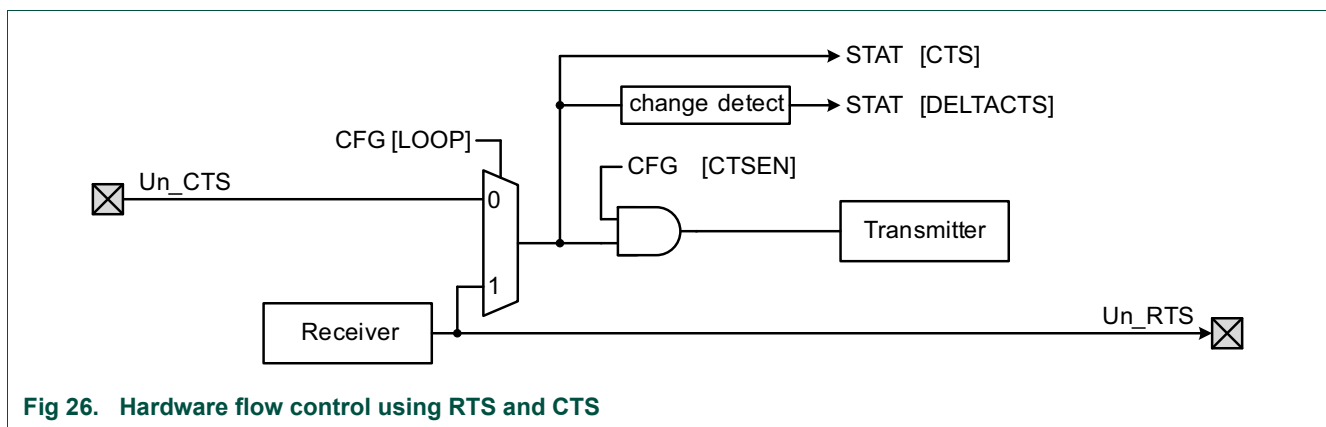 STAT [CTS]
change detect
STAT [DELTACTS]
CFG [LOOP]
CFG [CTSEN]
Un_CTS
0
Transmitter
1
Un_RTS
Receiver
Fig 26. Hardware flow control using RTS and CTS